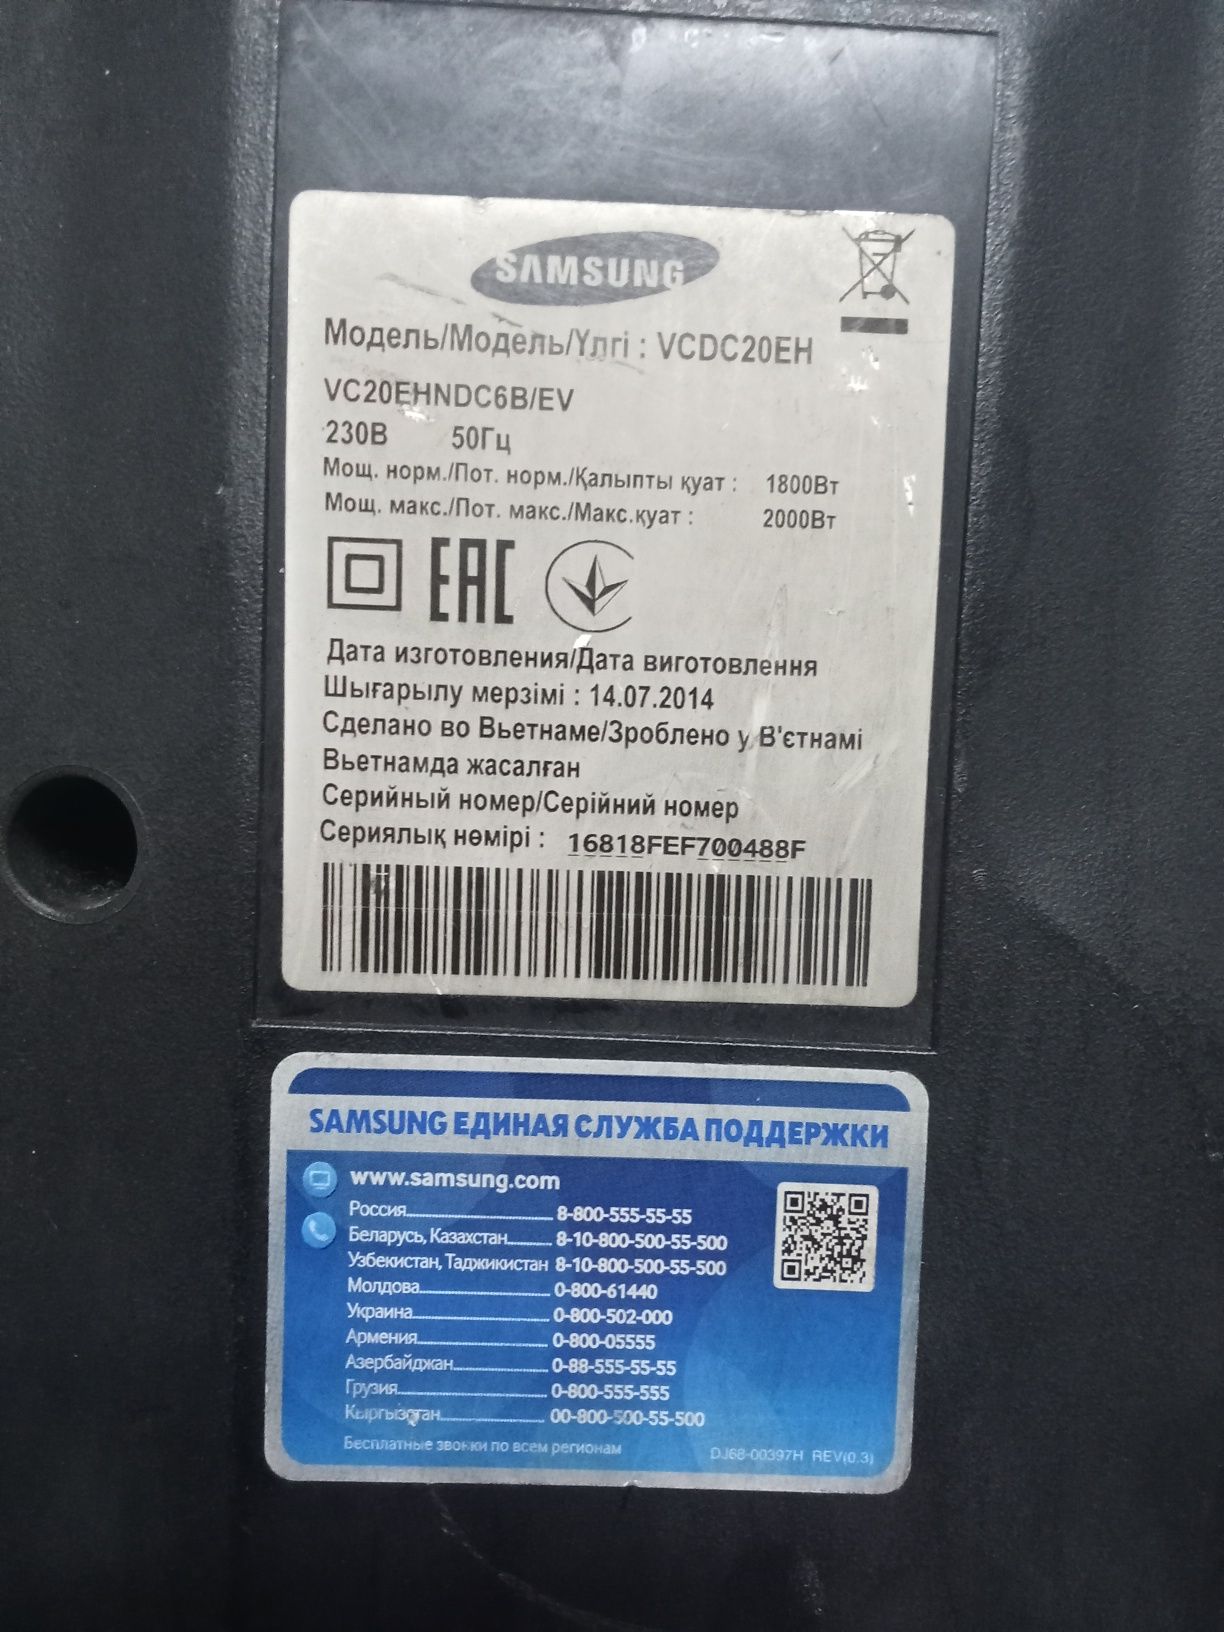 SAMSUNG
Модель/Модель/Үлгі : VCDC20EH
VC20EHNDC6B/EV
230В 50Гц
Мощ. норм./Пот. норм./Қалыпты қуат : 1800Вт
Мощ. макс./Пот. макс./Макс.қуат : 2000Вт
EAC
Дата изготовления/Дата виготовлення
Шығарылу мерзімі : 14.07.2014
Сделано во Вьетнаме/Зроблено у В'єтнамі
Вьетнамда жасалған
Серийный номер/Серійний номер
Сериялық нөмірі : 16818FEF700488F
SAMSUNG ЕДИНАЯ СЛУЖБА ПОДДЕРЖКИ
www.samsung.com
Россия 8-800-555-55-55
Беларусь, Казахстан 8-10-800-500-55-500
Узбекистан, Таджикистан 8-10-800-500-55-500
Молдова 0-800-61440
Украина 0-800-502-000
Армения 0-800-05555
Азербайджан 0-88-555-55-55
Грузия 0-800-555-555
Кыргызстан 00-800-500-55-500
Бесплатные звонки по всем регионам
DJ68-00397H REV(0.3)